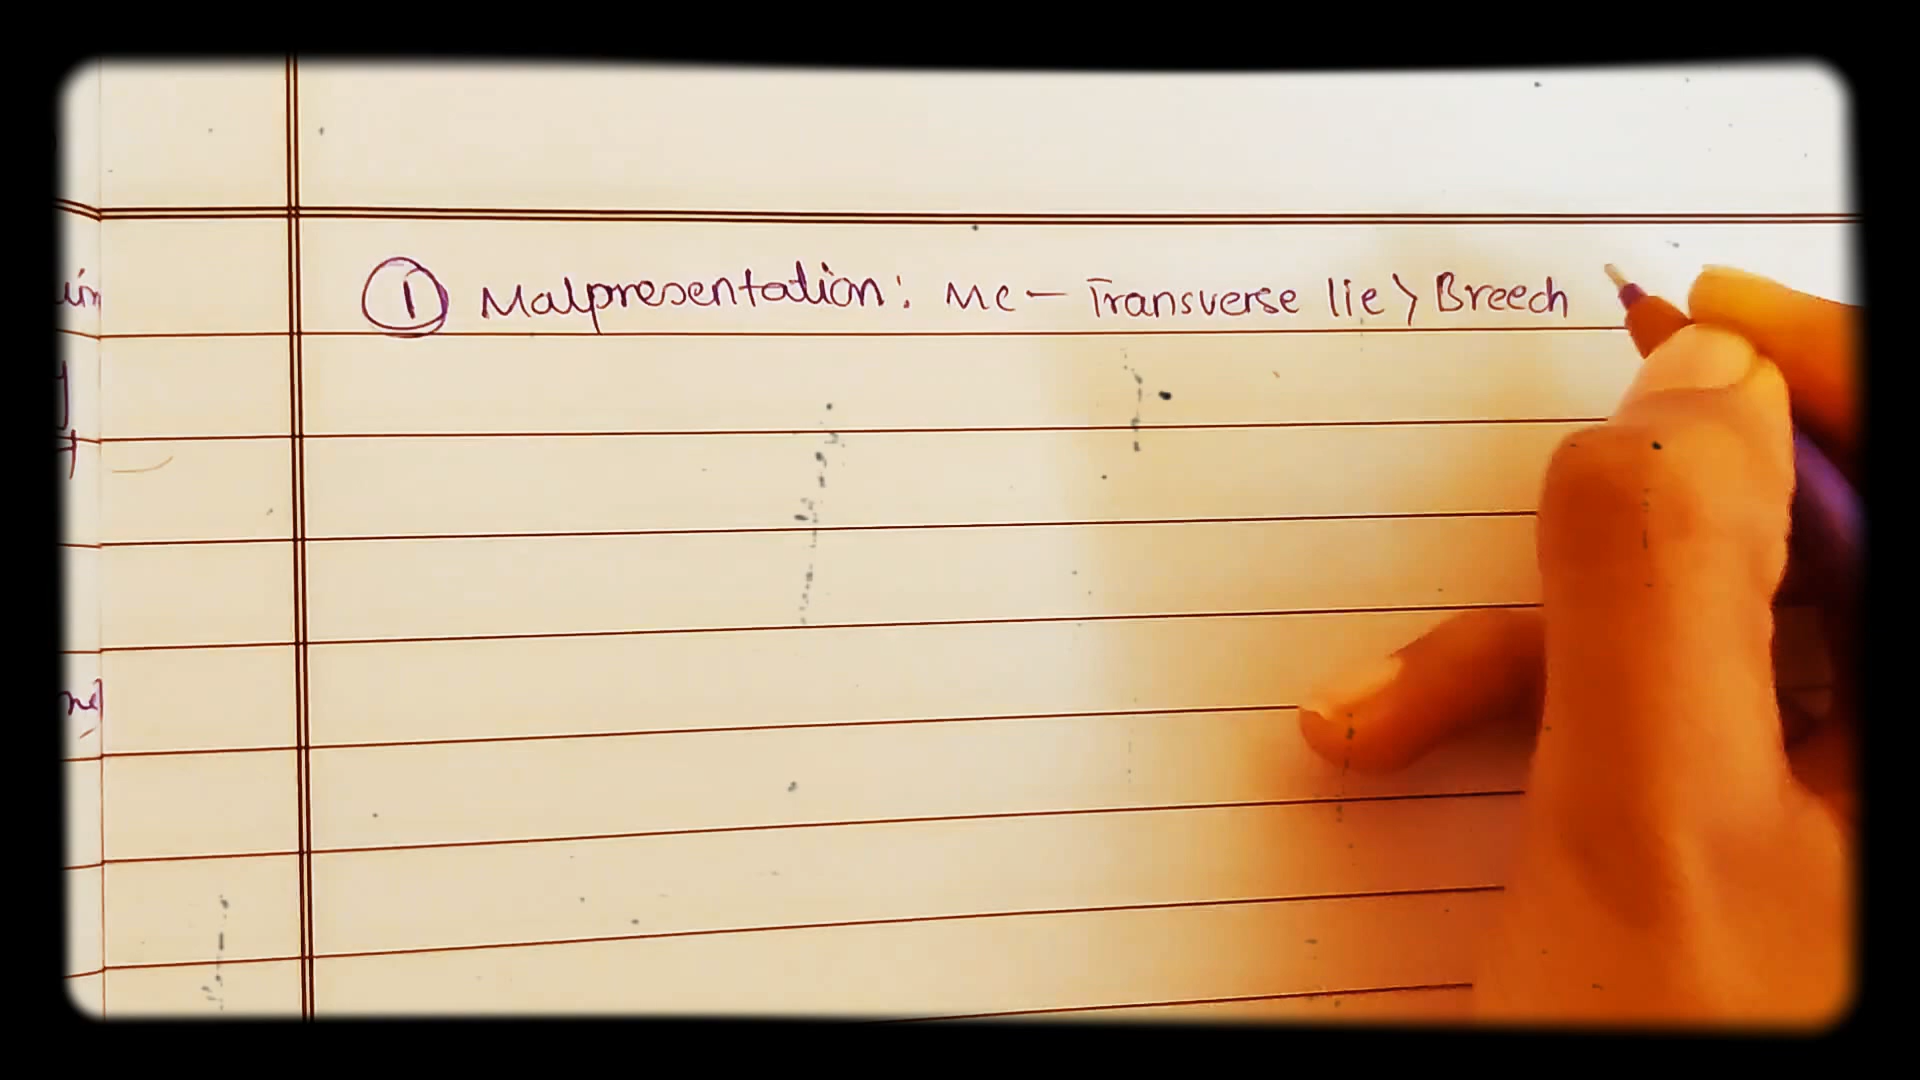 ① Malpresentation: MC - Transverse lie > Breech